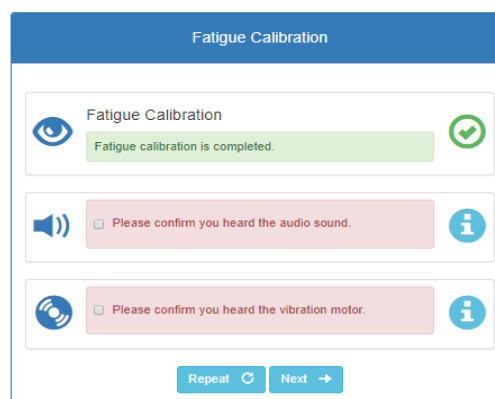 Fatigue Calibration
Fatigue Calibration
Fatigue calibration is completed.
Please confirm you heard the audio sound.
Please confirm you heard the vibration motor.
Repeat
Next